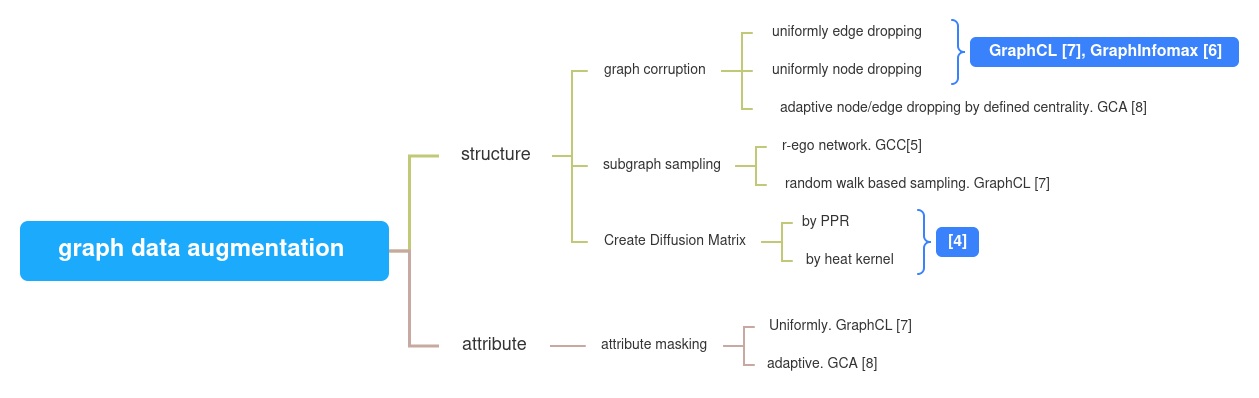 graph data augmentation
structure
graph corruption
uniformly edge dropping
uniformly node dropping
GraphCL [7], GraphInfomax [6]
adaptive node/edge dropping by defined centrality. GCA [8]
subgraph sampling
r-ego network. GCC[5]
random walk based sampling. GraphCL [7]
Create Diffusion Matrix
by PPR
by heat kernel
[4]
attribute
attribute masking
Uniformly. GraphCL [7]
adaptive. GCA [8]